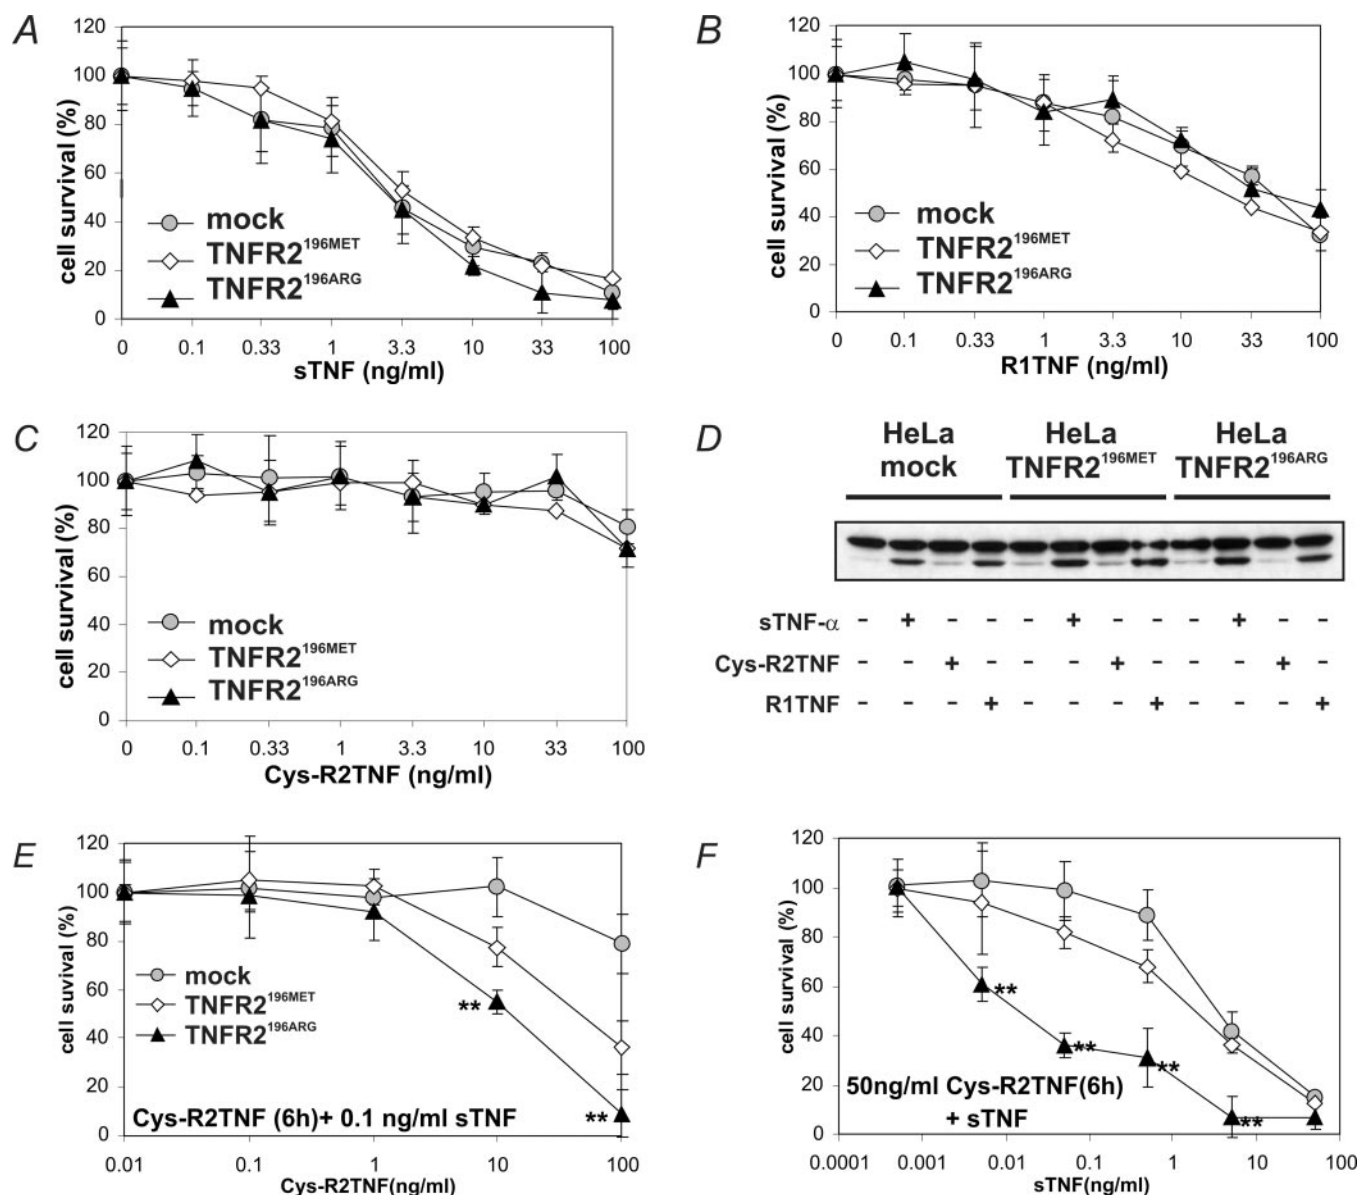 A
cell survival (%)
120
100
80
60
40
20
0
mock
TNFR2196MET
TNFR2196ARG
0 0.1 0.33 1 3.3 10 33 100
sTNF (ng/ml)
B
cell survival (%)
120
100
80
60
40
20
0
mock
TNFR2196MET
TNFR2196ARG
0 0.1 0.33 1 3.3 10 33 100
R1TNF (ng/ml)
C
cell survival (%)
120
100
80
60
40
20
0
mock
TNFR2196MET
TNFR2196ARG
0 0.1 0.33 1 3.3 10 33 100
Cys-R2TNF (ng/ml)
D
HeLa HeLa HeLa
mock TNFR2196MET TNFR2196ARG
sTNF-α - + - - - + - - - + - -
Cys-R2TNF - - + - - - + - - - + -
R1TNF - - - + - - - + - - - +
E
cell suvival (%)
120
100
80
60
40
20
0
mock
TNFR2196MET
TNFR2196ARG
**
**
Cys-R2TNF (6h)+ 0.1 ng/ml sTNF
0.01 0.1 1 10 100
Cys-R2TNF(ng/ml)
F
cell survival (%)
120
100
80
60
40
20
0
**
**
**
**
50ng/ml Cys-R2TNF(6h)
+ sTNF
0.0001 0.001 0.01 0.1 1 10 100
sTNF(ng/ml)